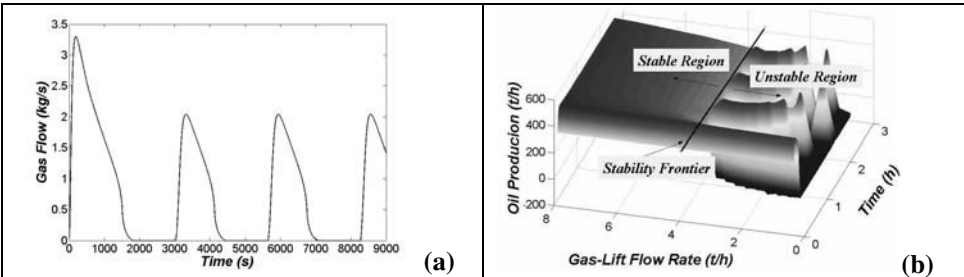 3.5
3
2.5
2
1.5
1
0.5
0
Gas Flow (kg/s)
0 1000 2000 3000 4000 5000 6000 7000 8000 9000
Time (s)
(a)
Stable Region
Unstable Region
Stability Frontier
600
400
200
0
-200
Oil Producion (t/h)
8 6 4 2 0
Gas-Lift Flow Rate (t/h)
0 1 2 3
Time (h)
(b)